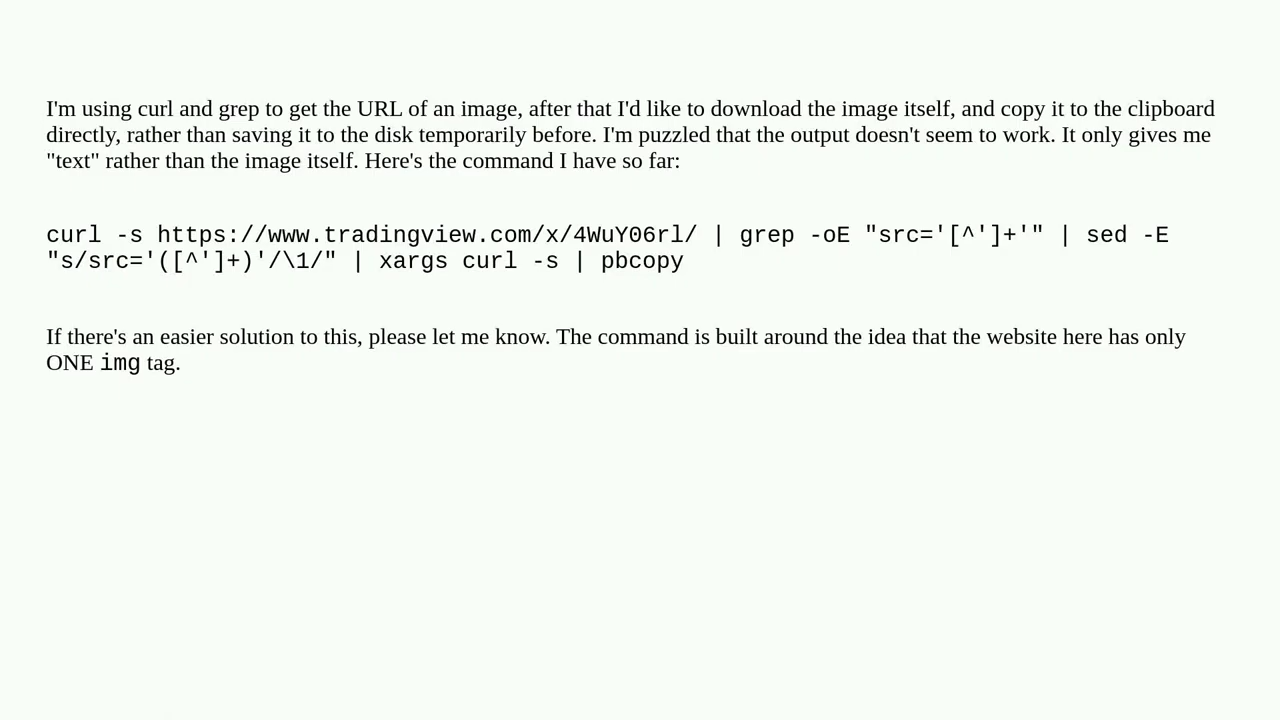 I'm using curl and grep to get the URL of an image, after that I'd like to download the image itself, and copy it to the clipboard
directly, rather than saving it to the disk temporarily before. I'm puzzled that the output doesn't seem to work. It only gives me
"text" rather than the image itself. Here's the command I have so far:
curl -s https://www.tradingview.com/x/4WuY06rl/ | grep -oE "src='[^']+'" | sed -E
"s/src='([^']+)'/\1/" | xargs curl -s | pbcopy
If there's an easier solution to this, please let me know. The command is built around the idea that the website here has only
ONE img tag.